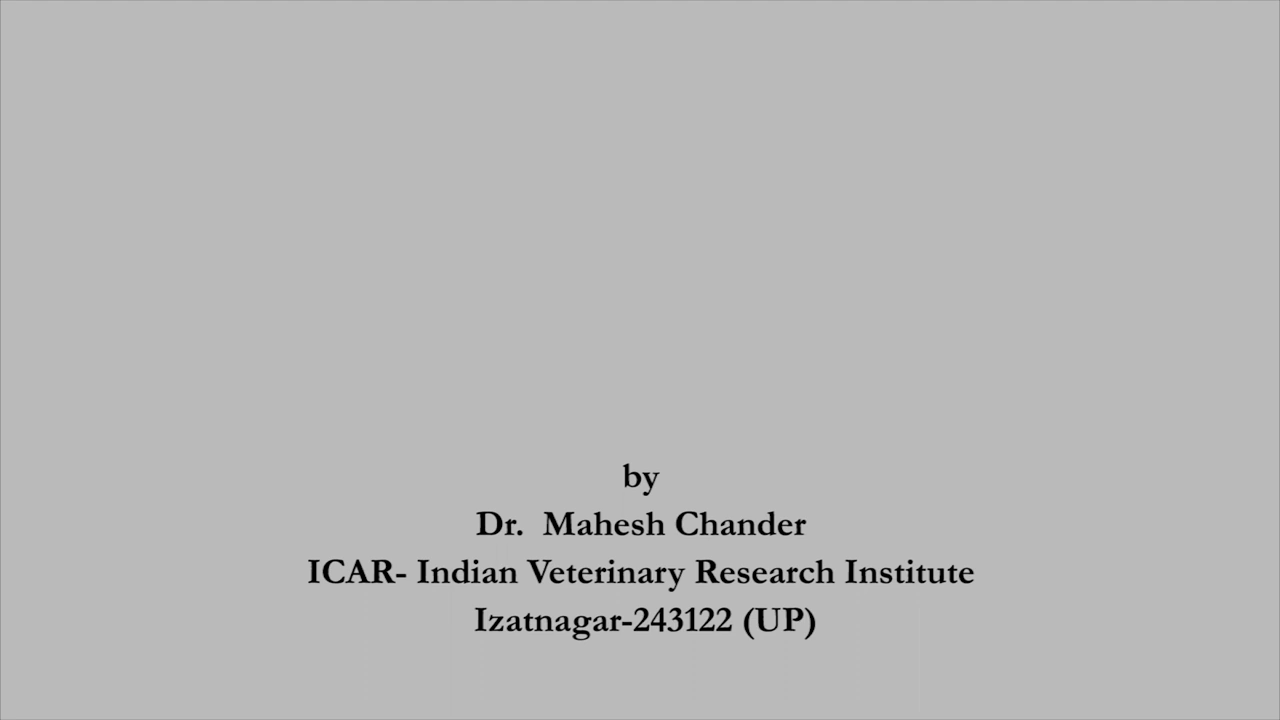 by
Dr.  Mahesh Chander
ICAR- Indian Veterinary Research Institute
Izatnagar-243122 (UP)